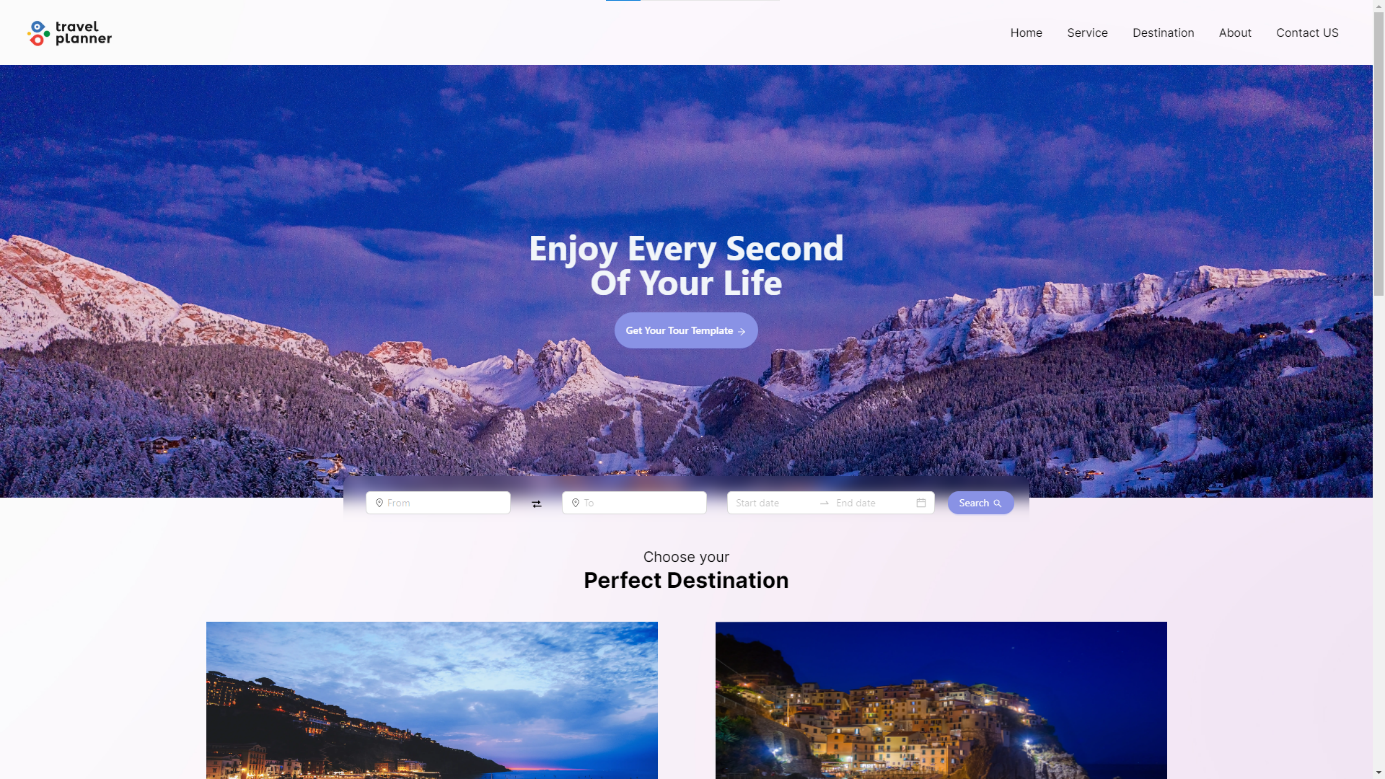 travel
planner
Home
Service
Destination
About
Contact US
Enjoy Every Second
Of Your Life
Get Your Tour Template
From
To
Start date
End date
Search
Choose your
Perfect Destination